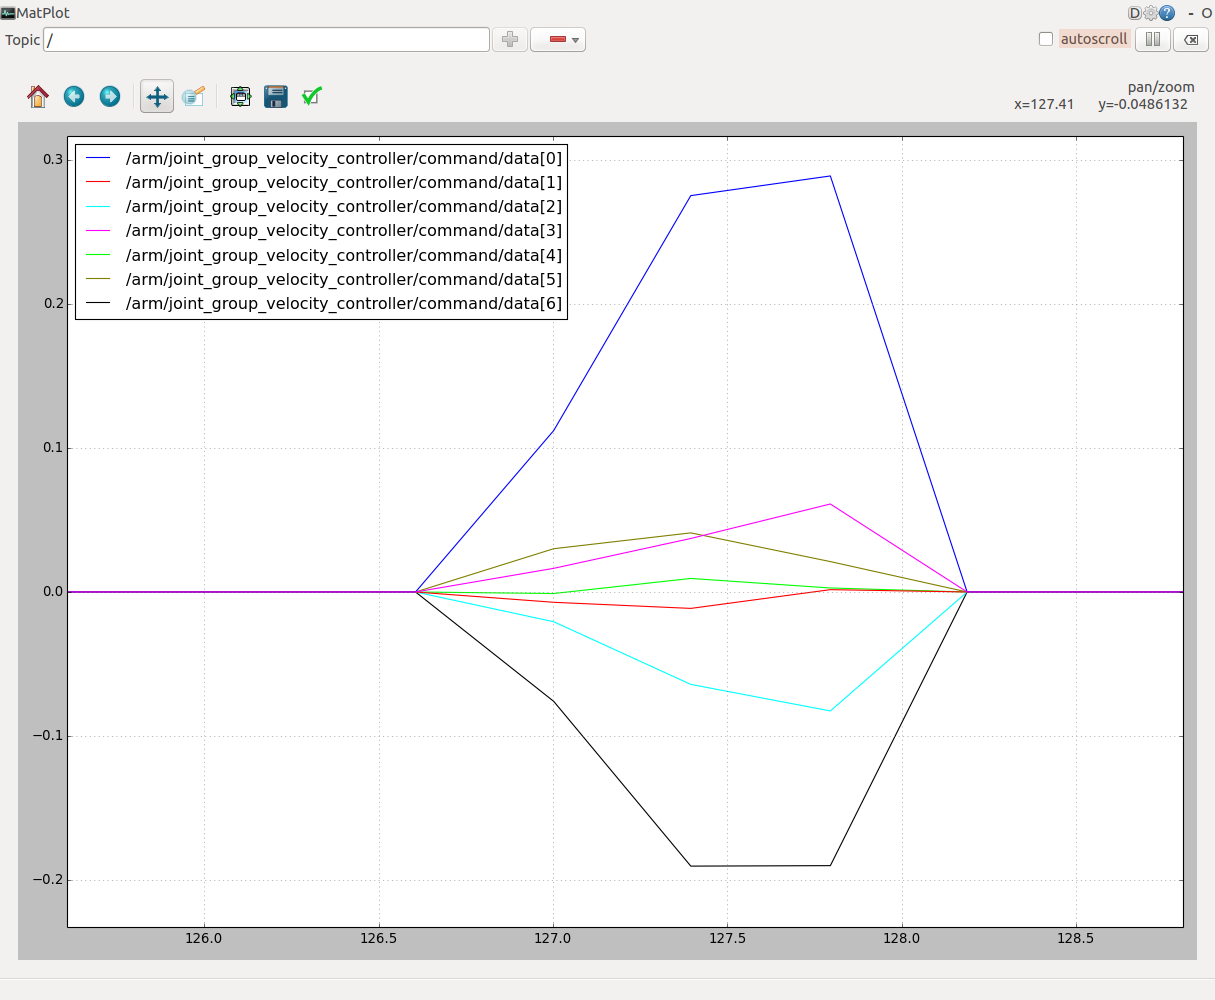 MatPlot
D ? - O
Topic / autoscroll
pan/zoom
x=127.41 y=-0.0486132
/arm/joint_group_velocity_controller/command/data[0]
/arm/joint_group_velocity_controller/command/data[1]
/arm/joint_group_velocity_controller/command/data[2]
/arm/joint_group_velocity_controller/command/data[3]
/arm/joint_group_velocity_controller/command/data[4]
/arm/joint_group_velocity_controller/command/data[5]
/arm/joint_group_velocity_controller/command/data[6]
0.3
0.2
0.1
0.0
−0.1
−0.2
126.0 126.5 127.0 127.5 128.0 128.5